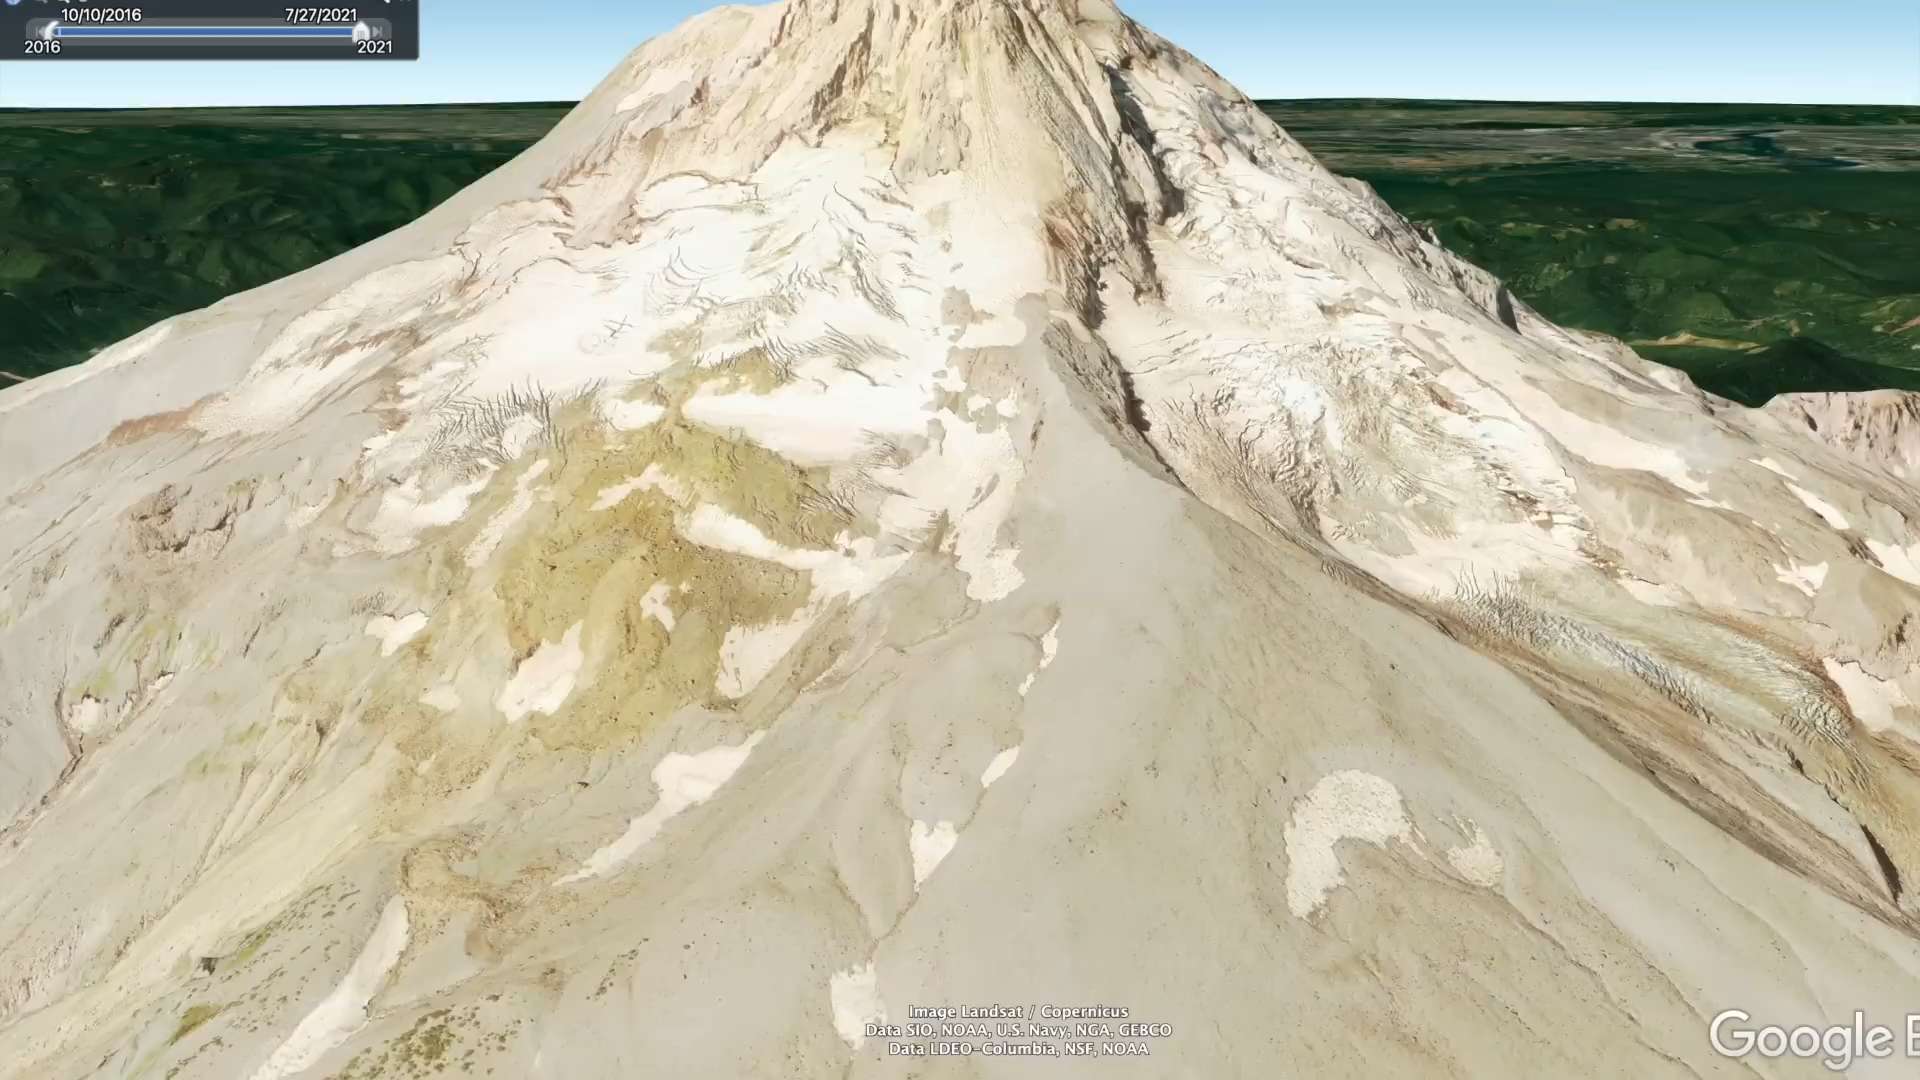 10/10/2016 7/27/2021
2016 2021
Image Landsat / Copernicus
Data SIO, NOAA, U.S. Navy, NGA, GEBCO
Data LDEO-Columbia, NSF, NOAA
Google E